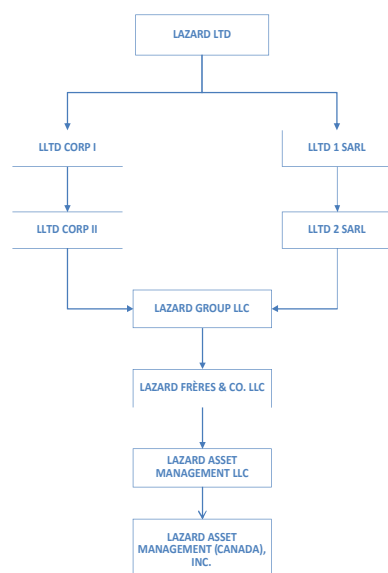 LAZARD LTD
LLTD CORP I
LLTD 1 SARL
LLTD CORP II
LLTD 2 SARL
LAZARD GROUP LLC
LAZARD FRÈRES & CO. LLC
LAZARD ASSET
MANAGEMENT LLC
LAZARD ASSET
MANAGEMENT (CANADA),
INC.